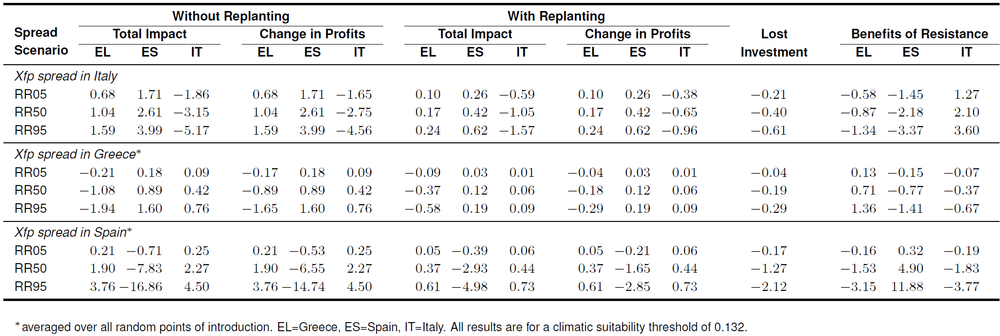 Without Replanting With Replanting
Spread Total Impact Change in Profits Total Impact Change in Profits Lost Benefits of Resistance
Scenario EL ES IT EL ES IT EL ES IT EL ES IT Investment EL ES IT
Xfp spread in Italy
RR05 0.68 1.71 −1.86 0.68 1.71 −1.65 0.10 0.26 −0.59 0.10 0.26 −0.38 −0.21 −0.58 −1.45 1.27
RR50 1.04 2.61 −3.15 1.04 2.61 −2.75 0.17 0.42 −1.05 0.17 0.42 −0.65 −0.40 −0.87 −2.18 2.10
RR95 1.59 3.99 −5.17 1.59 3.99 −4.56 0.24 0.62 −1.57 0.24 0.62 −0.96 −0.61 −1.34 −3.37 3.60
Xfp spread in Greece*
RR05 −0.21 0.18 0.09 −0.17 0.18 0.09 −0.09 0.03 0.01 −0.04 0.03 0.01 −0.04 0.13 −0.15 −0.07
RR50 −1.08 0.89 0.42 −0.89 0.89 0.42 −0.37 0.12 0.06 −0.18 0.12 0.06 −0.19 0.71 −0.77 −0.37
RR95 −1.94 1.60 0.76 −1.65 1.60 0.76 −0.58 0.19 0.09 −0.29 0.19 0.09 −0.29 1.36 −1.41 −0.67
Xfp spread in Spain*
RR05 0.21 −0.71 0.25 0.21 −0.53 0.25 0.05 −0.39 0.06 0.05 −0.21 0.06 −0.17 −0.16 0.32 −0.19
RR50 1.90 −7.83 2.27 1.90 −6.55 2.27 0.37 −2.93 0.44 0.37 −1.65 0.44 −1.27 −1.53 4.90 −1.83
RR95 3.76 −16.86 4.50 3.76 −14.74 4.50 0.61 −4.98 0.73 0.61 −2.85 0.73 −2.12 −3.15 11.88 −3.77
*averaged over all random points of introduction. EL=Greece, ES=Spain, IT=Italy. All results are for a climatic suitability threshold of 0.132.